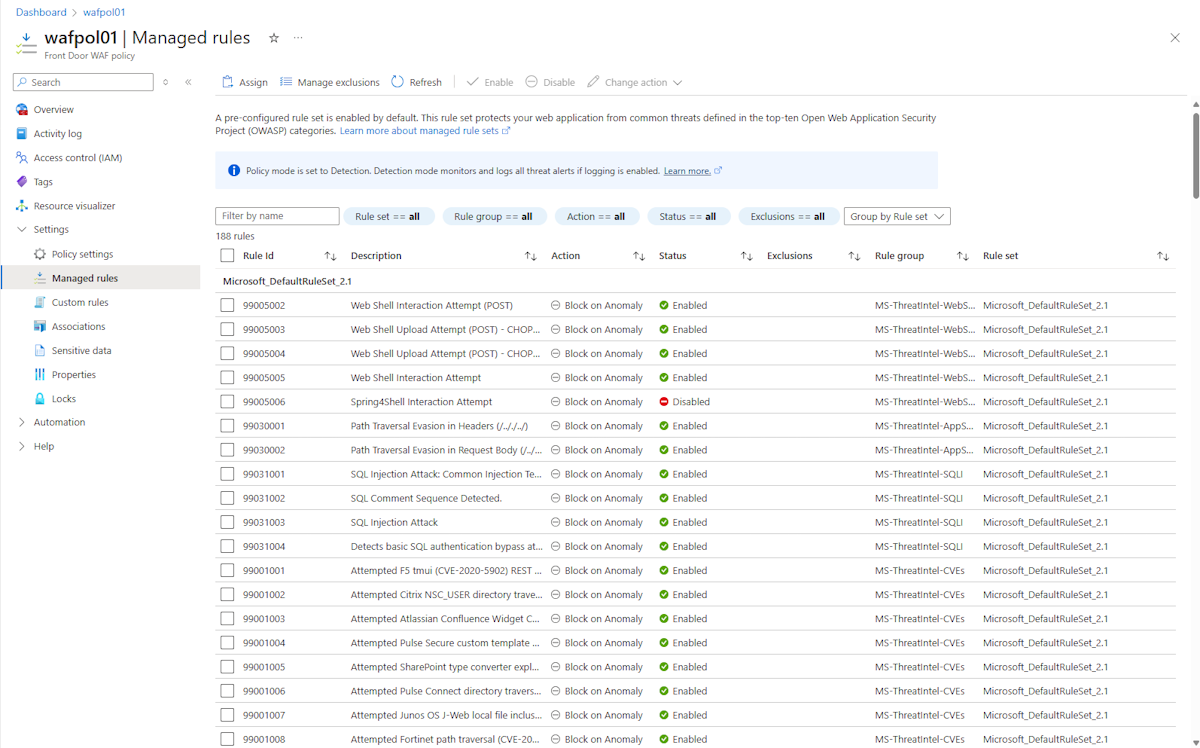 Dashboard > wafpol01
wafpol01 | Managed rules ☆ ...
Front Door WAF policy
Search
Overview
Activity log
Access control (IAM)
Tags
Resource visualizer
Settings
Policy settings
Managed rules
Custom rules
Associations
Sensitive data
Properties
Locks
Automation
Help
Assign Manage exclusions Refresh Enable Disable Change action
A pre-configured rule set is enabled by default. This rule set protects your web application from common threats defined in the top-ten Open Web Application Security
Project (OWASP) categories. Learn more about managed rule sets
Policy mode is set to Detection. Detection mode monitors and logs all threat alerts if logging is enabled. Learn more.
Filter by name Rule set == all Rule group == all Action == all Status == all Exclusions == all Group by Rule set
188 rules
Rule Id Description Action Status Exclusions Rule group Rule set
Microsoft_DefaultRuleSet_2.1
99005002 Web Shell Interaction Attempt (POST) Block on Anomaly Enabled MS-ThreatIntel-WebS... Microsoft_DefaultRuleSet_2.1
99005003 Web Shell Upload Attempt (POST) - CHOP... Block on Anomaly Enabled MS-ThreatIntel-WebS... Microsoft_DefaultRuleSet_2.1
99005004 Web Shell Upload Attempt (POST) - CHOP... Block on Anomaly Enabled MS-ThreatIntel-WebS... Microsoft_DefaultRuleSet_2.1
99005005 Web Shell Interaction Attempt Block on Anomaly Enabled MS-ThreatIntel-WebS... Microsoft_DefaultRuleSet_2.1
99005006 Spring4Shell Interaction Attempt Block on Anomaly Disabled MS-ThreatIntel-WebS... Microsoft_DefaultRuleSet_2.1
99030001 Path Traversal Evasion in Headers (/.././../) Block on Anomaly Enabled MS-ThreatIntel-AppS... Microsoft_DefaultRuleSet_2.1
99030002 Path Traversal Evasion in Request Body (/../... Block on Anomaly Enabled MS-ThreatIntel-AppS... Microsoft_DefaultRuleSet_2.1
99031001 SQL Injection Attack: Common Injection Te... Block on Anomaly Enabled MS-ThreatIntel-SQLI Microsoft_DefaultRuleSet_2.1
99031002 SQL Comment Sequence Detected. Block on Anomaly Enabled MS-ThreatIntel-SQLI Microsoft_DefaultRuleSet_2.1
99031003 SQL Injection Attack Block on Anomaly Enabled MS-ThreatIntel-SQLI Microsoft_DefaultRuleSet_2.1
99031004 Detects basic SQL authentication bypass at... Block on Anomaly Enabled MS-ThreatIntel-SQLI Microsoft_DefaultRuleSet_2.1
99001001 Attempted F5 tmui (CVE-2020-5902) REST ... Block on Anomaly Enabled MS-ThreatIntel-CVEs Microsoft_DefaultRuleSet_2.1
99001002 Attempted Citrix NSC_USER directory trave... Block on Anomaly Enabled MS-ThreatIntel-CVEs Microsoft_DefaultRuleSet_2.1
99001003 Attempted Atlassian Confluence Widget C... Block on Anomaly Enabled MS-ThreatIntel-CVEs Microsoft_DefaultRuleSet_2.1
99001004 Attempted Pulse Secure custom template ... Block on Anomaly Enabled MS-ThreatIntel-CVEs Microsoft_DefaultRuleSet_2.1
99001005 Attempted SharePoint type converter expl... Block on Anomaly Enabled MS-ThreatIntel-CVEs Microsoft_DefaultRuleSet_2.1
99001006 Attempted Pulse Connect directory travers... Block on Anomaly Enabled MS-ThreatIntel-CVEs Microsoft_DefaultRuleSet_2.1
99001007 Attempted Junos OS J-Web local file inclus... Block on Anomaly Enabled MS-ThreatIntel-CVEs Microsoft_DefaultRuleSet_2.1
99001008 Attempted Fortinet path traversal (CVE-20... Block on Anomaly Enabled MS-ThreatIntel-CVEs Microsoft_DefaultRuleSet_2.1